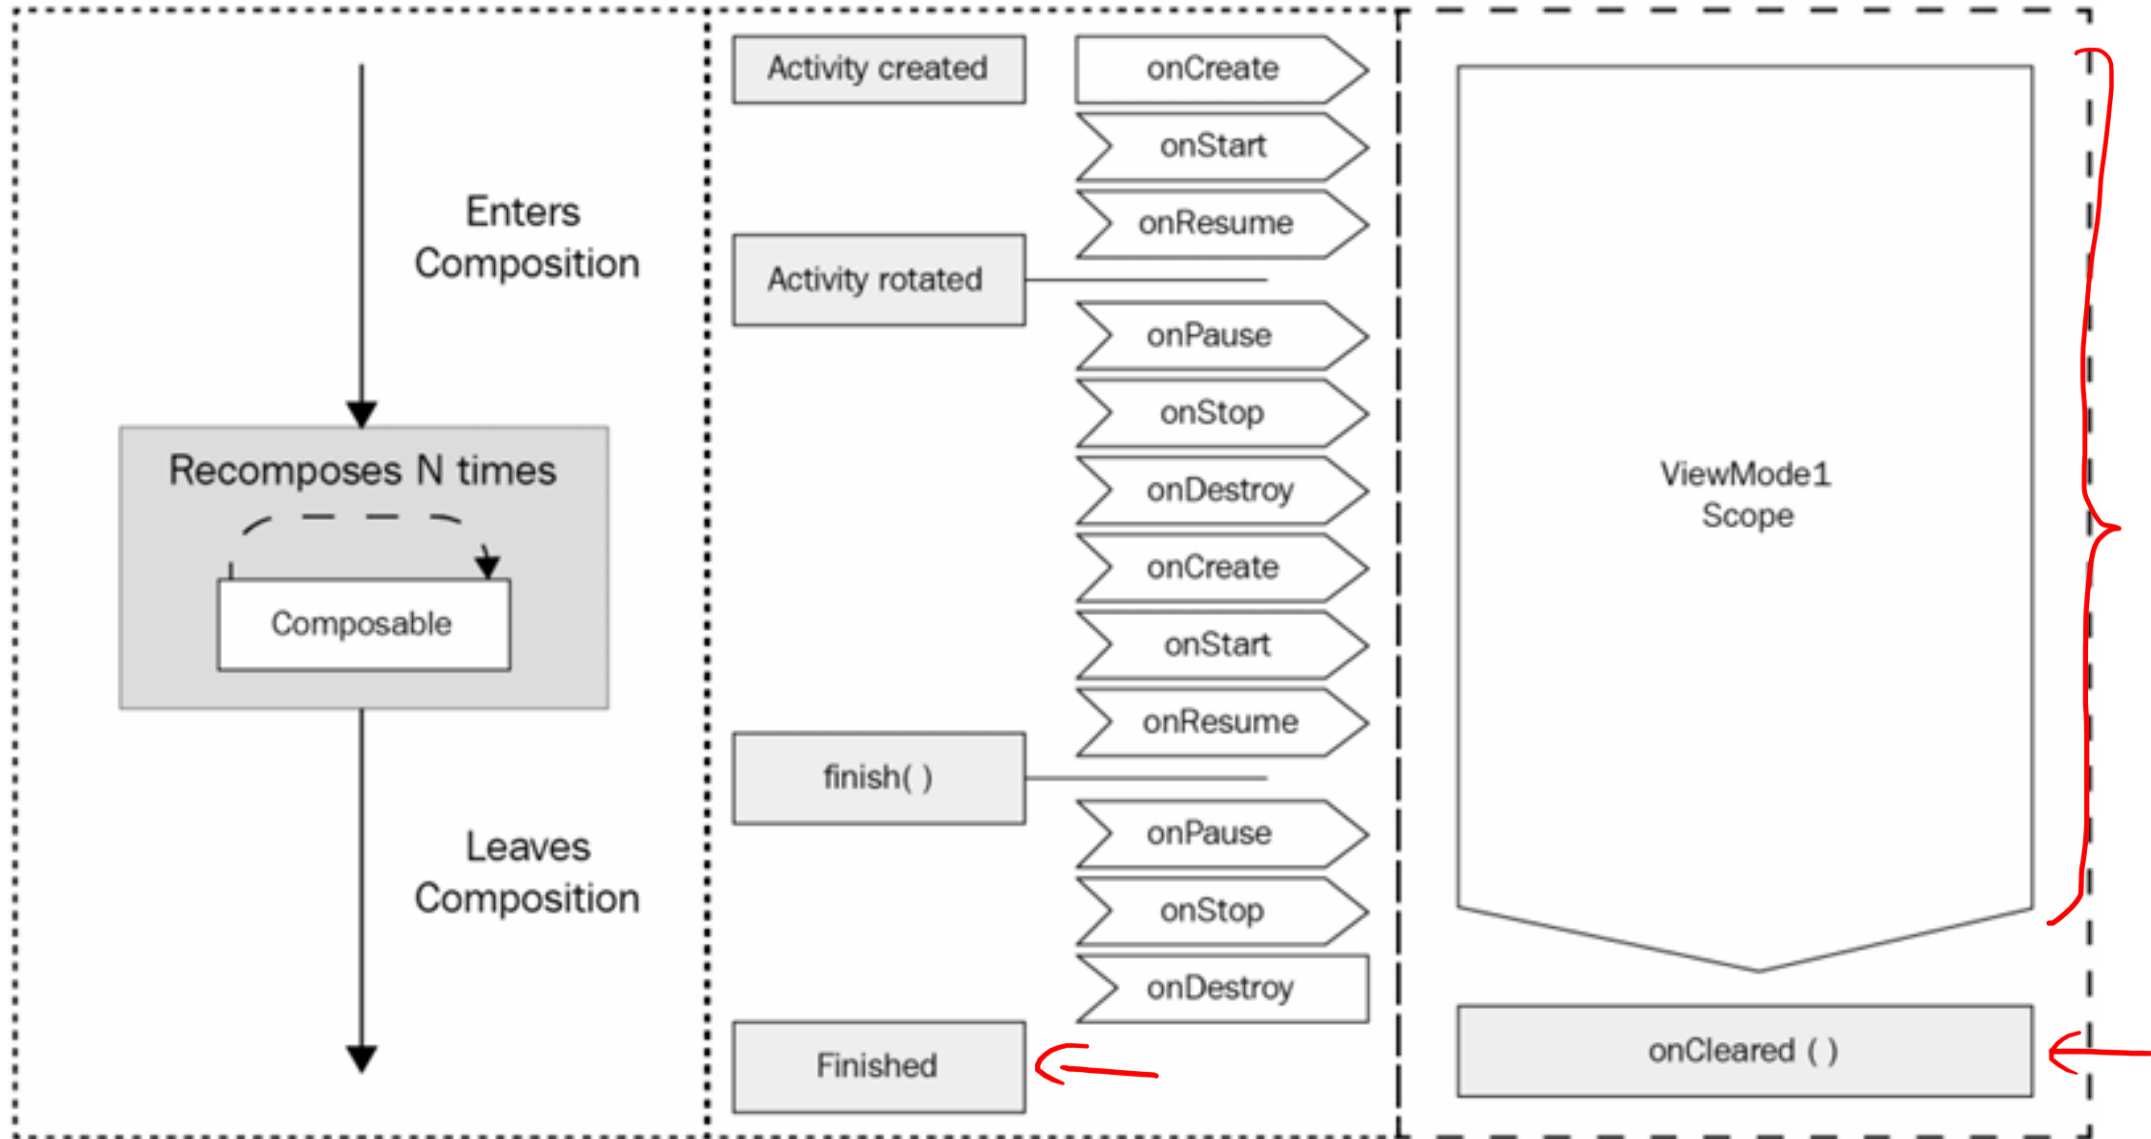 Enters
Composition
Recomposes N times
Composable
Leaves
Composition
Activity created
onCreate
onStart
onResume
Activity rotated
onPause
onStop
onDestroy
onCreate
onStart
onResume
finish( )
onPause
onStop
onDestroy
Finished
ViewMode1
Scope
onCleared ( )